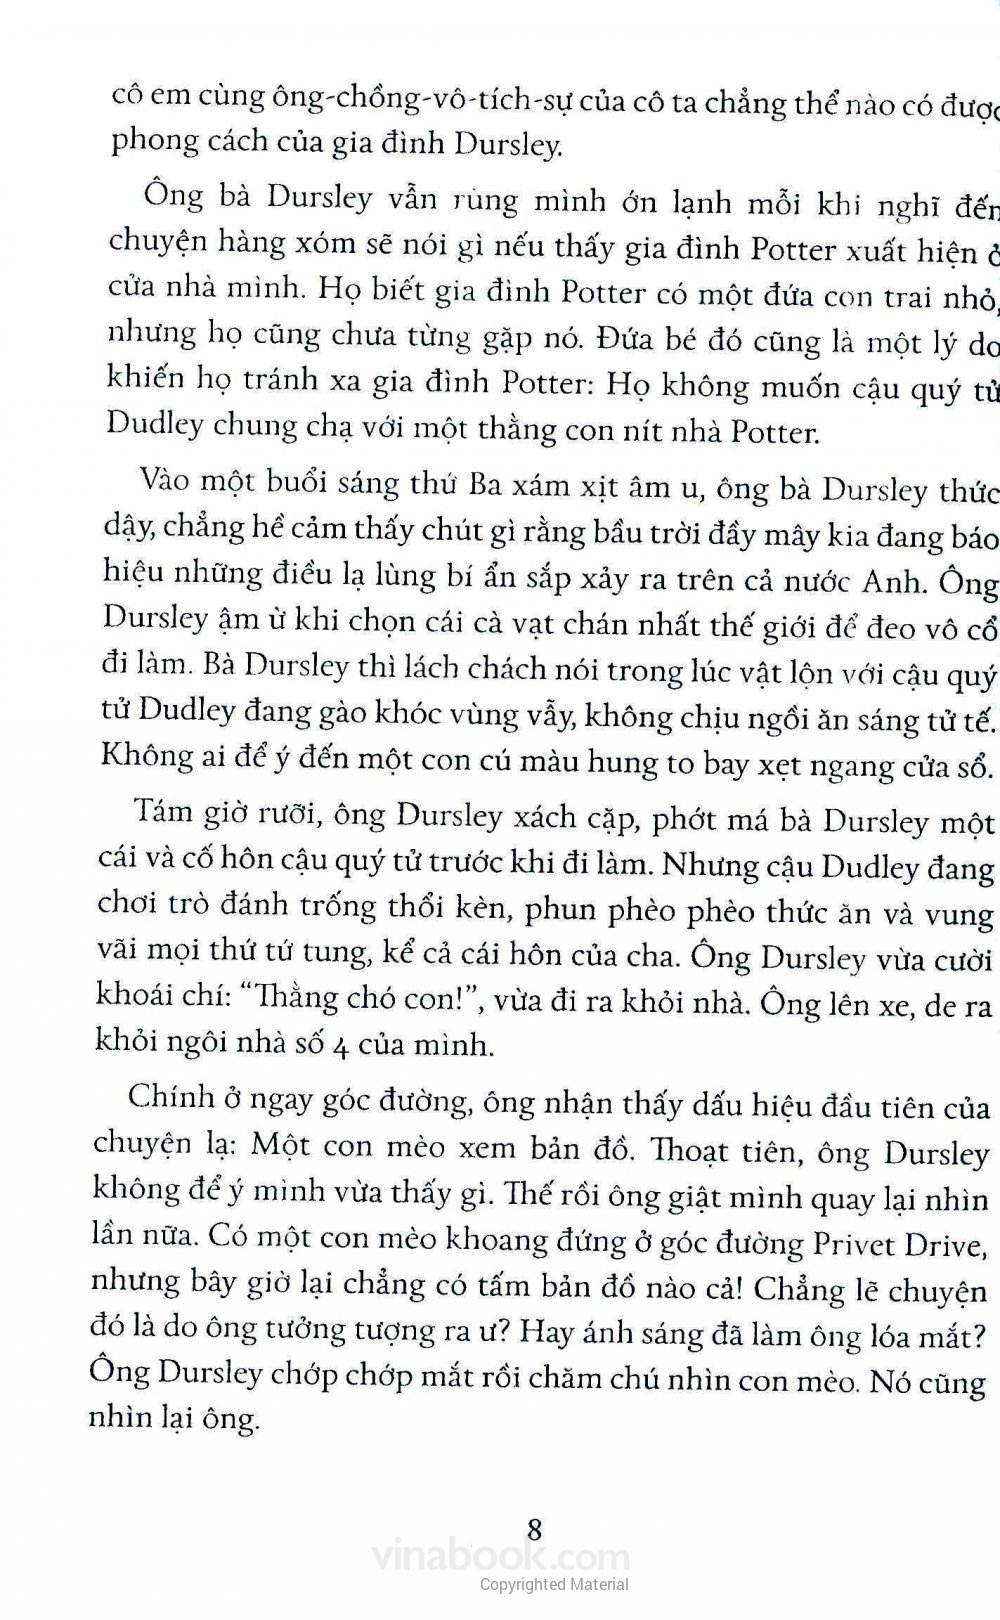 cô em cùng ông-chồng-vô-tích-sự của cô ta chẳng thể nào có được
phong cách của gia đình Dursley.
Ông bà Dursley vẫn rùng mình ớn lạnh mỗi khi nghĩ đến
chuyện hàng xóm sẽ nói gì nếu thấy gia đình Potter xuất hiện ở
cửa nhà mình. Họ biết gia đình Potter có một đứa con trai nhỏ,
nhưng họ cũng chưa từng gặp nó. Đứa bé đó cũng là một lý do
khiến họ tránh xa gia đình Potter: Họ không muốn cậu quý tử
Dudley chung chạ với một thằng con nít nhà Potter.
Vào một buổi sáng thứ Ba xám xịt âm u, ông bà Dursley thức
dậy, chẳng hề cảm thấy chút gì rằng bầu trời đầy mây kia đang báo
hiệu những điều lạ lùng bí ẩn sắp xảy ra trên cả nước Anh. Ông
Dursley ậm ừ khi chọn cái cà vạt chán nhất thế giới để đeo vô cổ
đi làm. Bà Dursley thì lách chách nói trong lúc vật lộn với cậu quý
tử Dudley đang gào khóc vùng vẫy, không chịu ngồi ăn sáng tử tế.
Không ai để ý đến một con cú màu hung to bay xẹt ngang cửa sổ.
Tám giờ rưỡi, ông Dursley xách cặp, phớt má bà Dursley một
cái và cố hôn cậu quý tử trước khi đi làm. Nhưng cậu Dudley đang
chơi trò đánh trống thổi kèn, phun phèo phèo thức ăn và vung
vãi mọi thứ tứ tung, kể cả cái hôn của cha. Ông Dursley vừa cười
khoái chí: “Thằng chó con!”, vừa đi ra khỏi nhà. Ông lên xe, de ra
khỏi ngôi nhà số 4 của mình.
Chính ở ngay góc đường, ông nhận thấy dấu hiệu đầu tiên của
chuyện lạ: Một con mèo xem bản đồ. Thoạt tiên, ông Dursley
không để ý mình vừa thấy gì. Thế rồi ông giật mình quay lại nhìn
lần nữa. Có một con mèo khoang đứng ở góc đường Privet Drive,
nhưng bây giờ lại chẳng có tấm bản đồ nào cả! Chẳng lẽ chuyện
đó là do ông tưởng tượng ra ư? Hay ánh sáng đã làm ông lóa mắt?
Ông Dursley chớp chớp mắt rồi chăm chú nhìn con mèo. Nó cũng
nhìn lại ông.
8
vinabook.com
Copyrighted Material